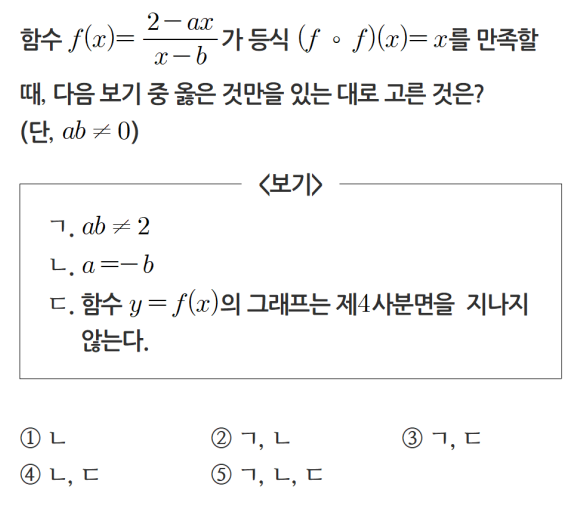 함수 f(x)= \frac{2-ax}{x-b} 가 등식 (f ∘ f)(x)=x를 만족할
때, 다음 보기 중 옳은 것만을 있는 대로 고른 것은?
(단, ab ≠ 0)
<보기>
ㄱ. ab ≠ 2
ㄴ. a=-b
ㄷ. 함수 y=f(x)의 그래프는 제4사분면을 지나지
않는다.
① ㄴ ② ㄱ, ㄴ ③ ㄱ, ㄷ
④ ㄴ, ㄷ ⑤ ㄱ, ㄴ, ㄷ